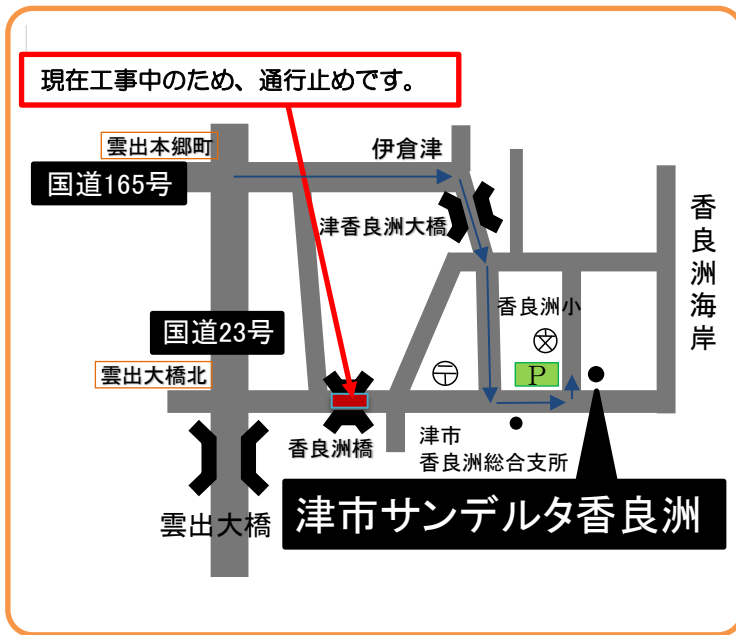 現在工事中のため、通行止めです。
雲出本郷町
伊倉津
国道165号
津香良洲大橋
香良洲海岸
香良洲小
国道23号
文
〒
P
雲出大橋北
香良洲橋
津市
香良洲総合支所
雲出大橋
津市サンデルタ香良洲